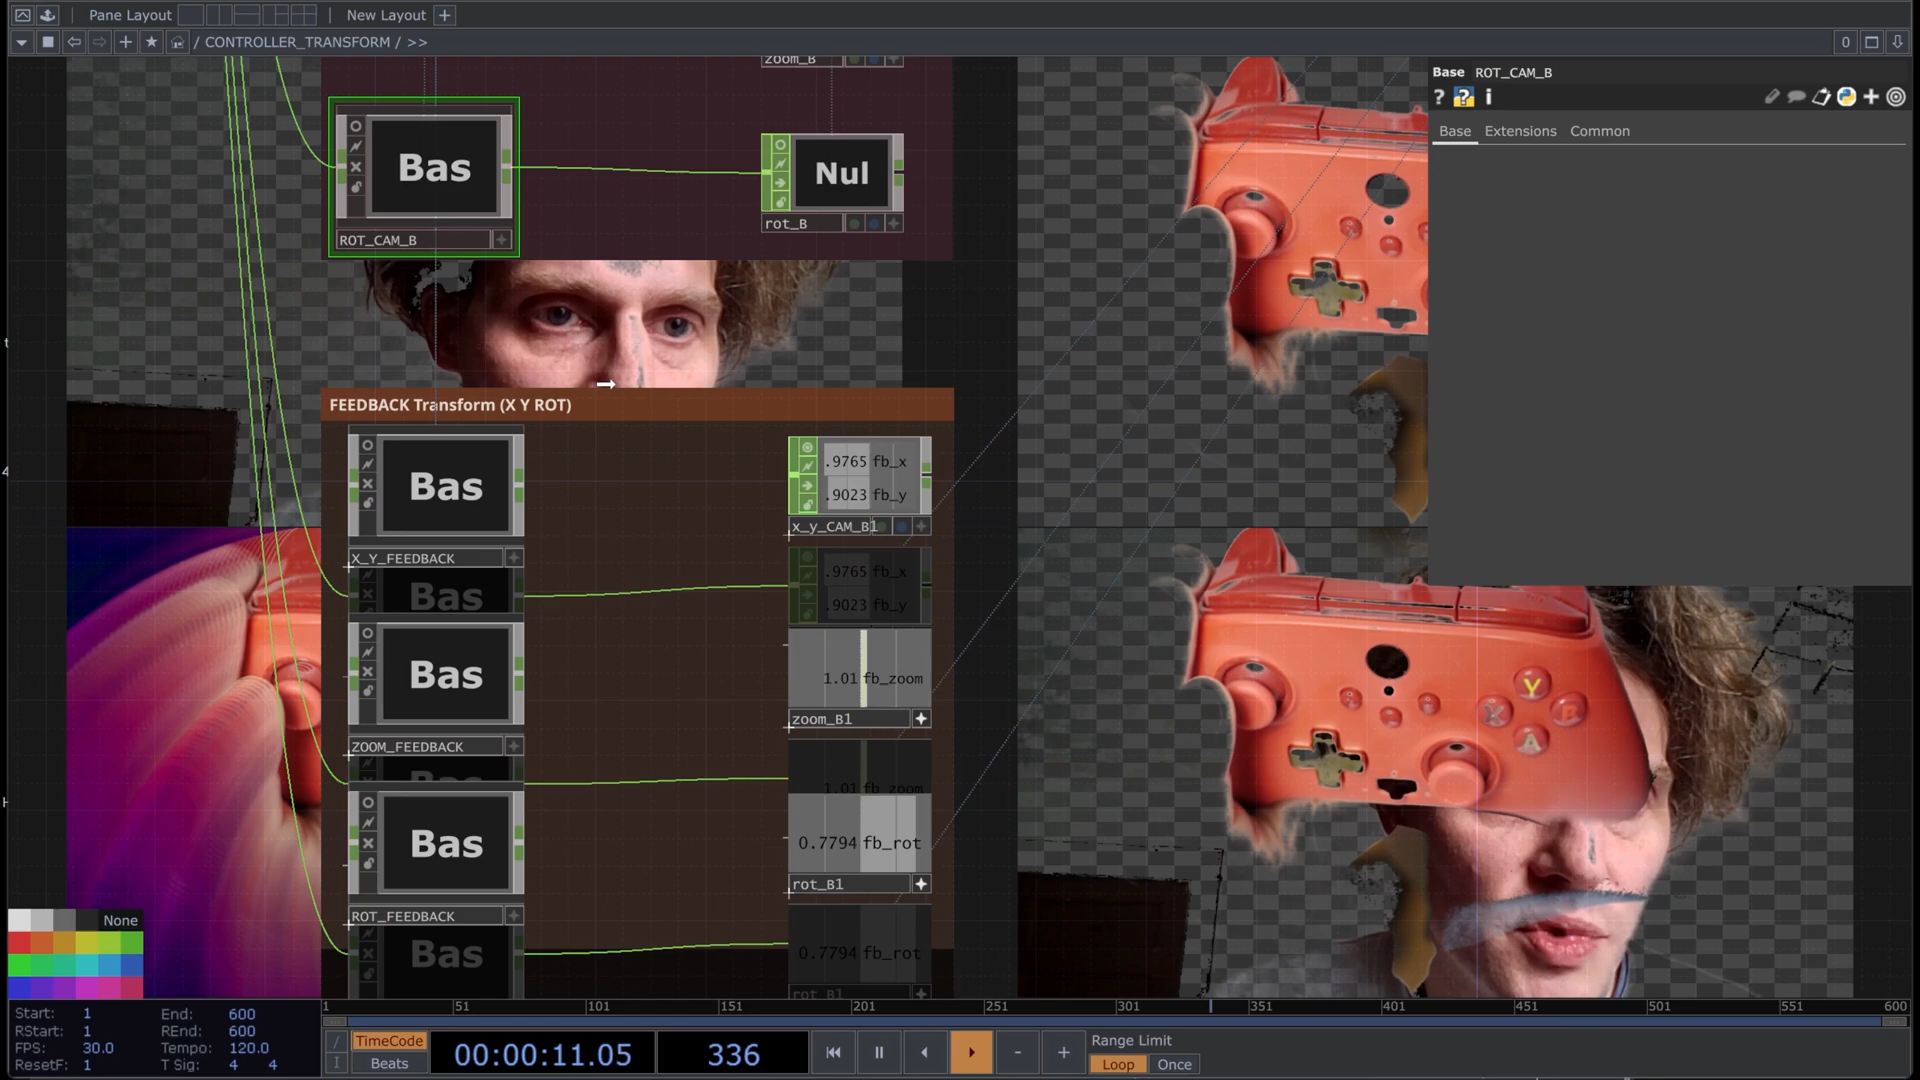 Pane Layout
New Layout
/ CONTROLLER_TRANSFORM / >>
0
zoom_B
Base ROT_CAM_B
? ? i
Base Extensions Common
Bas
ROT_CAM_B
Nul
rot_B
FEEDBACK Transform (X Y ROT)
Bas
.9765 fb_x
.9023 fb_y
x_y_CAM_B1
X_Y_FEEDBACK
Bas
.9765 fb_x
.9023 fb_y
Bas
1.01 fb_zoom
zoom_B1
ZOOM_FEEDBACK
1.01 fb_zoom
Bas
0.7794 fb_rot
rot_B1
ROT_FEEDBACK
Bas
0.7794 fb_rot
rot_B1
Y
X
A
None
Start: 1 End: 600
RStart: 1 REnd: 600
FPS: 30.0 Tempo: 120.0
ResetF: 1 T Sig: 4 4
1 51 101 151 201 251 301 351 401 451 501 551 600
TimeCode
Beats
00:00:11.05
336
Range Limit
Loop Once